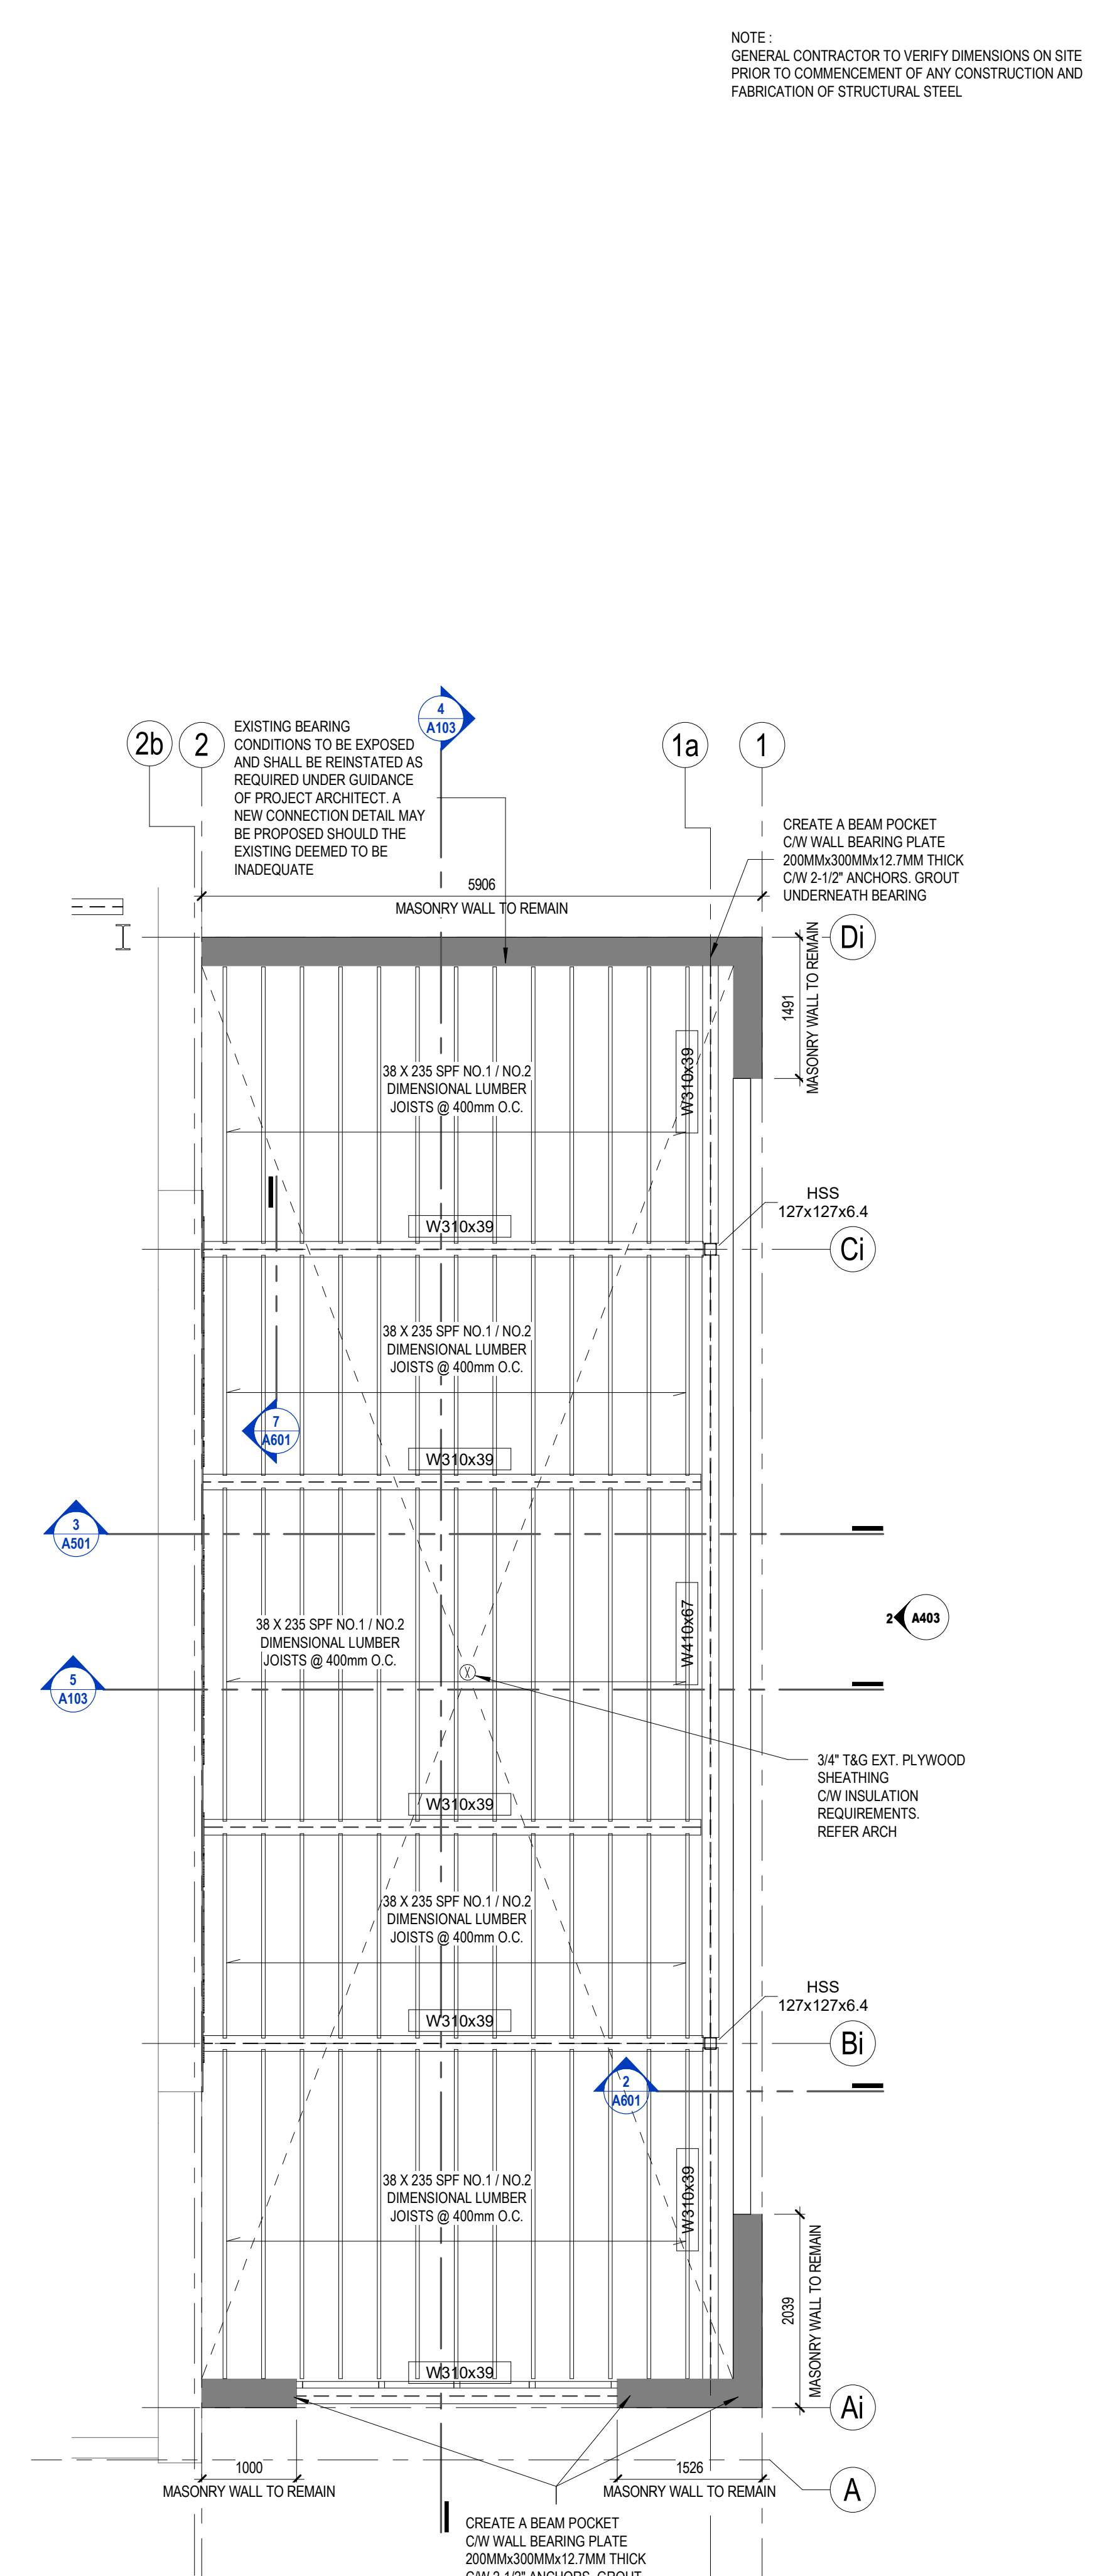 NOTE :
GENERAL CONTRACTOR TO VERIFY DIMENSIONS ON SITE
PRIOR TO COMMENCEMENT OF ANY CONSTRUCTION AND
FABRICATION OF STRUCTURAL STEEL
4
A103
2b
2
1a
1
EXISTING BEARING
CONDITIONS TO BE EXPOSED
AND SHALL BE REINSTATED AS
REQUIRED UNDER GUIDANCE
OF PROJECT ARCHITECT. A
NEW CONNECTION DETAIL MAY
BE PROPOSED SHOULD THE
EXISTING DEEMED TO BE
INADEQUATE
CREATE A BEAM POCKET
C/W WALL BEARING PLATE
200MMx300MMx12.7MM THICK
C/W 2-1/2" ANCHORS. GROUT
UNDERNEATH BEARING
5906
MASONRY WALL TO REMAIN
Di
1491
MASONRY WALL TO REMAIN
38 X 235 SPF NO.1 / NO.2
DIMENSIONAL LUMBER
JOISTS @ 400mm O.C.
W310x39
HSS
127x127x6.4
W310x39
Ci
38 X 235 SPF NO.1 / NO.2
DIMENSIONAL LUMBER
JOISTS @ 400mm O.C.
7
A601
W310x39
3
A501
38 X 235 SPF NO.1 / NO.2
DIMENSIONAL LUMBER
JOISTS @ 400mm O.C.
W410x67
2
A403
5
A103
X
3/4" T&G EXT. PLYWOOD
SHEATHING
C/W INSULATION
REQUIREMENTS.
REFER ARCH
W310x39
38 X 235 SPF NO.1 / NO.2
DIMENSIONAL LUMBER
JOISTS @ 400mm O.C.
HSS
127x127x6.4
W310x39
Bi
2
A601
38 X 235 SPF NO.1 / NO.2
DIMENSIONAL LUMBER
JOISTS @ 400mm O.C.
W310x39
2039
MASONRY WALL TO REMAIN
W310x39
Ai
1000
MASONRY WALL TO REMAIN
1526
MASONRY WALL TO REMAIN
A
CREATE A BEAM POCKET
C/W WALL BEARING PLATE
200MMx300MMx12.7MM THICK
C/W 2-1/2" ANCHORS. GROUT